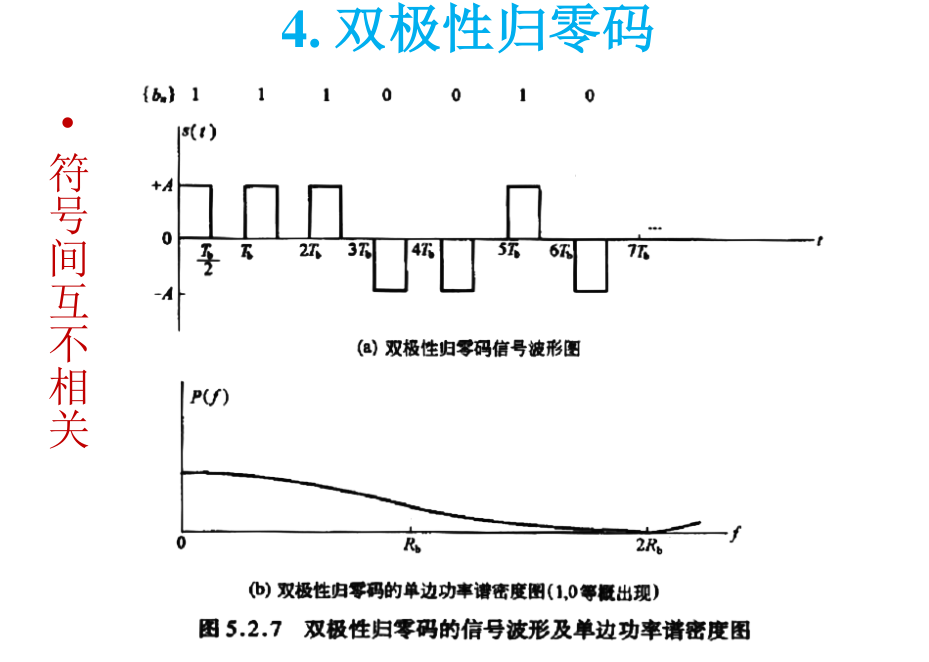 4. 双极性归零码
{bₙ} 1 1 1 0 0 1 0
• 符号间互不相关
s(t)
+A
0
T_b/2 T_b 2T_b 3T_b 4T_b 5T_b 6T_b 7T_b ... t
-A
(a) 双极性归零码信号波形图
P(f)
0 R_b 2R_b f
(b) 双极性归零码的单边功率谱密度图(1,0等概出现)
图 5.2.7 双极性归零码的信号波形及单边功率谱密度图